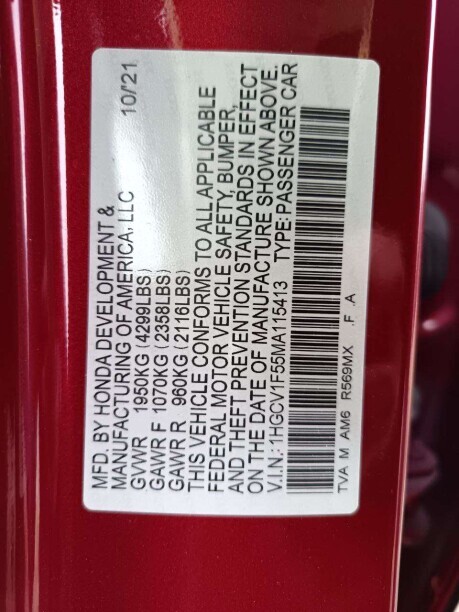 MFD. BY HONDA DEVELOPMENT & 10/21
MANUFACTURING OF AMERICA, LLC
GVWR 1950KG (4299LBS)
GAWR F 1070KG (2358LBS)
GAWR R 960KG (2116LBS)
THIS VEHICLE CONFORMS TO ALL APPLICABLE
FEDERAL MOTOR VEHICLE SAFETY, BUMPER,
AND THEFT PREVENTION STANDARDS IN EFFECT
ON THE DATE OF MANUFACTURE SHOWN ABOVE.
V.I.N.: 1HGCV1F55MA115413 TYPE: PASSENGER CAR
TVA M AM6 R569MX .F .A